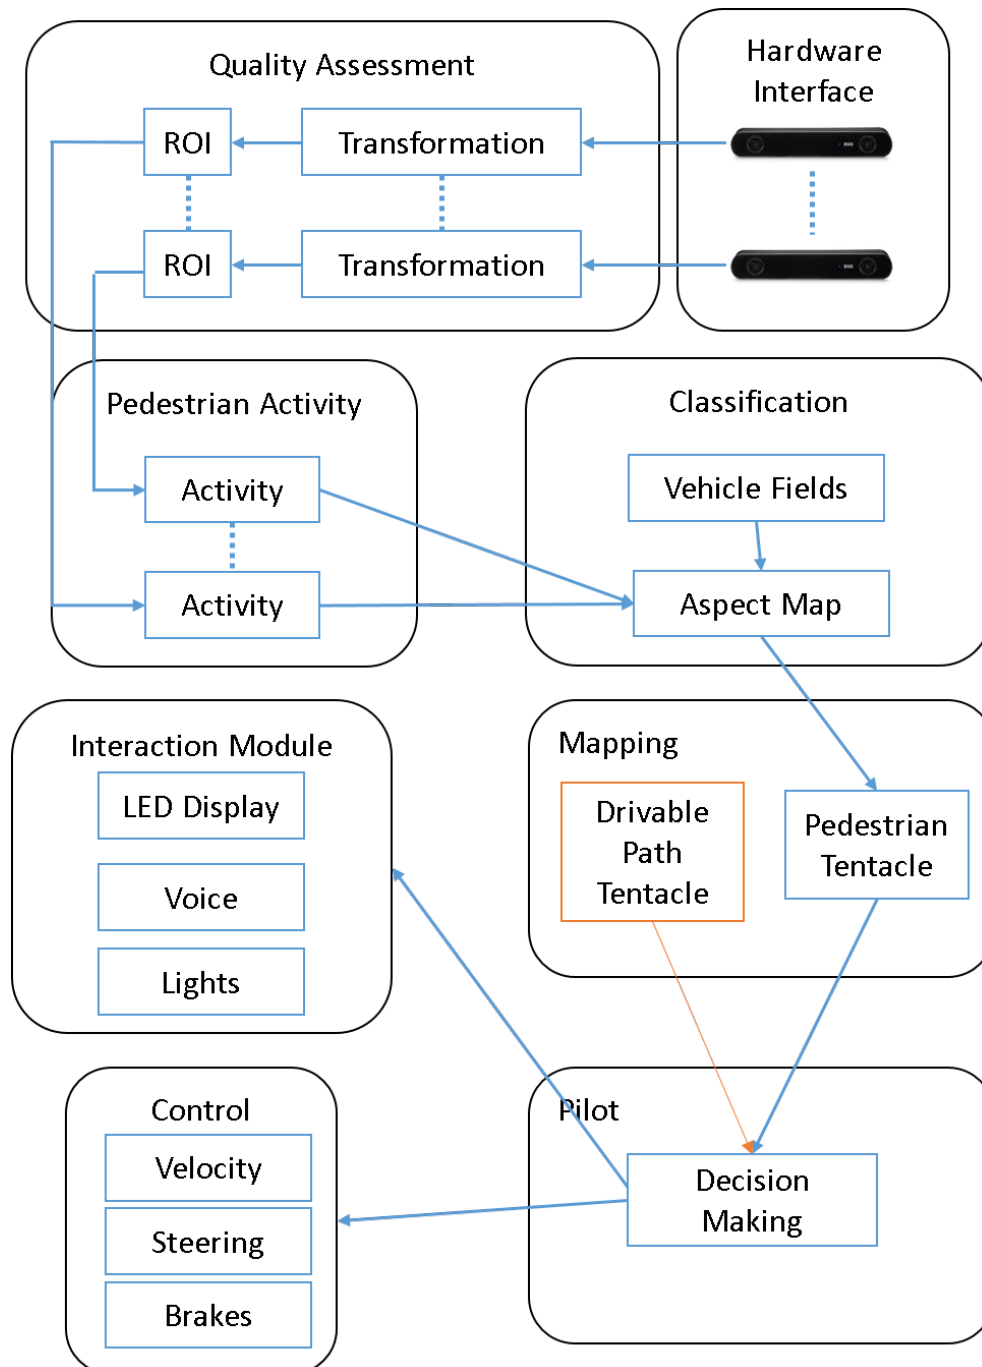 Quality Assessment
Hardware
Interface
ROI
Transformation
ROI
Transformation
Pedestrian Activity
Activity
Activity
Classification
Vehicle Fields
Aspect Map
Interaction Module
LED Display
Voice
Lights
Mapping
Drivable
Path
Tentacle
Pedestrian
Tentacle
Control
Velocity
Steering
Brakes
Pilot
Decision
Making